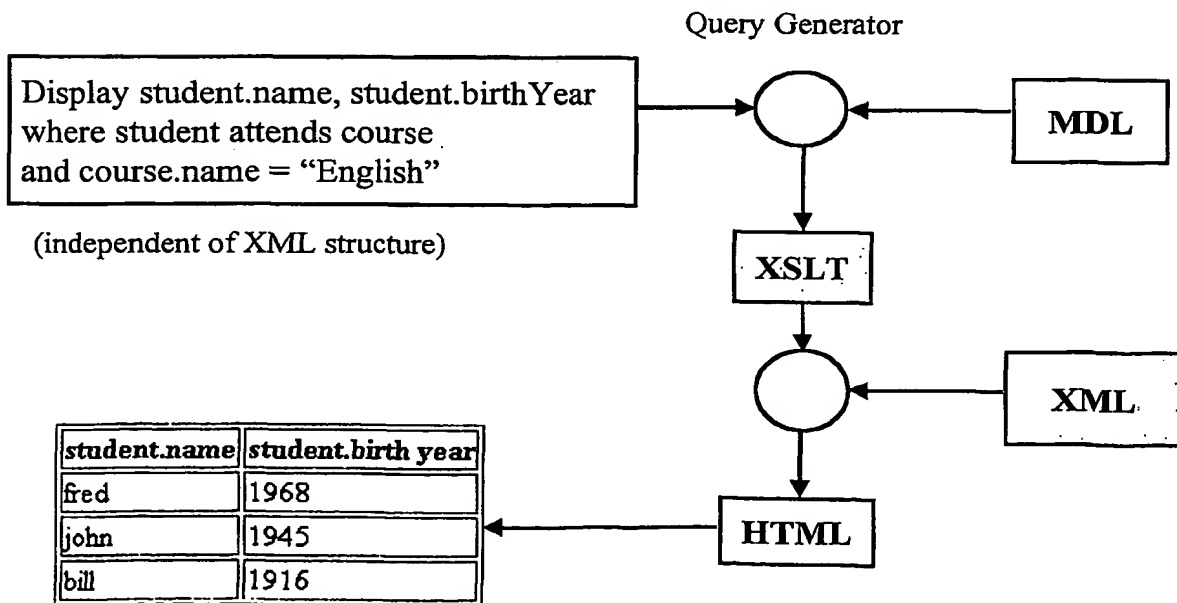 Query Generator
Display student.name, student.birthYear
where student attends course
and course.name = “English”
MDL
(independent of XML structure)
XSLT
XML
student.name student.birth year
fred 1968
john 1945
bill 1916
HTML